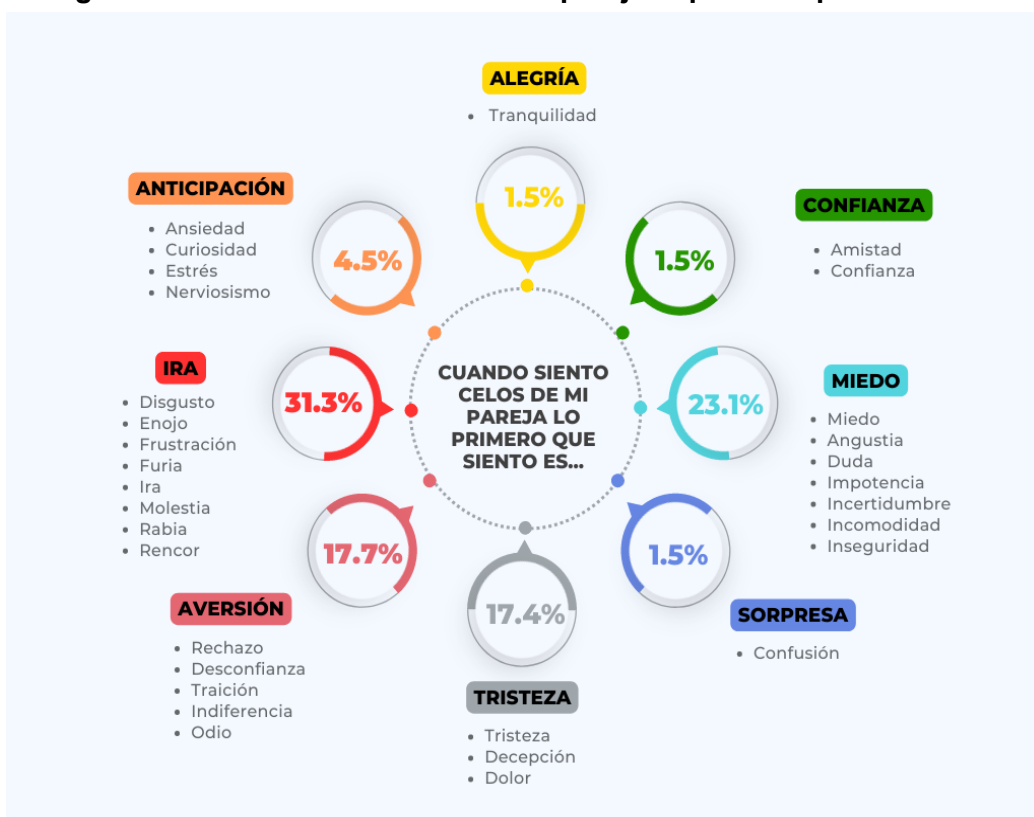 ALEGRÍA
• Tranquilidad
1.5%
ANTICIPACIÓN
• Ansiedad
• Curiosidad
• Estrés
• Nerviosismo
4.5%
CONFIANZA
• Amistad
• Confianza
1.5%
CUANDO SIENTO
CELOS DE MI
PAREJA LO
PRIMERO QUE
SIENTO ES...
IRA
• Disgusto
• Enojo
• Frustración
• Furia
• Ira
• Molestia
• Rabia
• Rencor
31.3%
MIEDO
• Miedo
• Angustia
• Duda
• Impotencia
• Incertidumbre
• Incomodidad
• Inseguridad
23.1%
AVERSIÓN
• Rechazo
• Desconfianza
• Traición
• Indiferencia
• Odio
17.7%
17.4%
TRISTEZA
• Tristeza
• Decepción
• Dolor
1.5%
SORPRESA
• Confusión